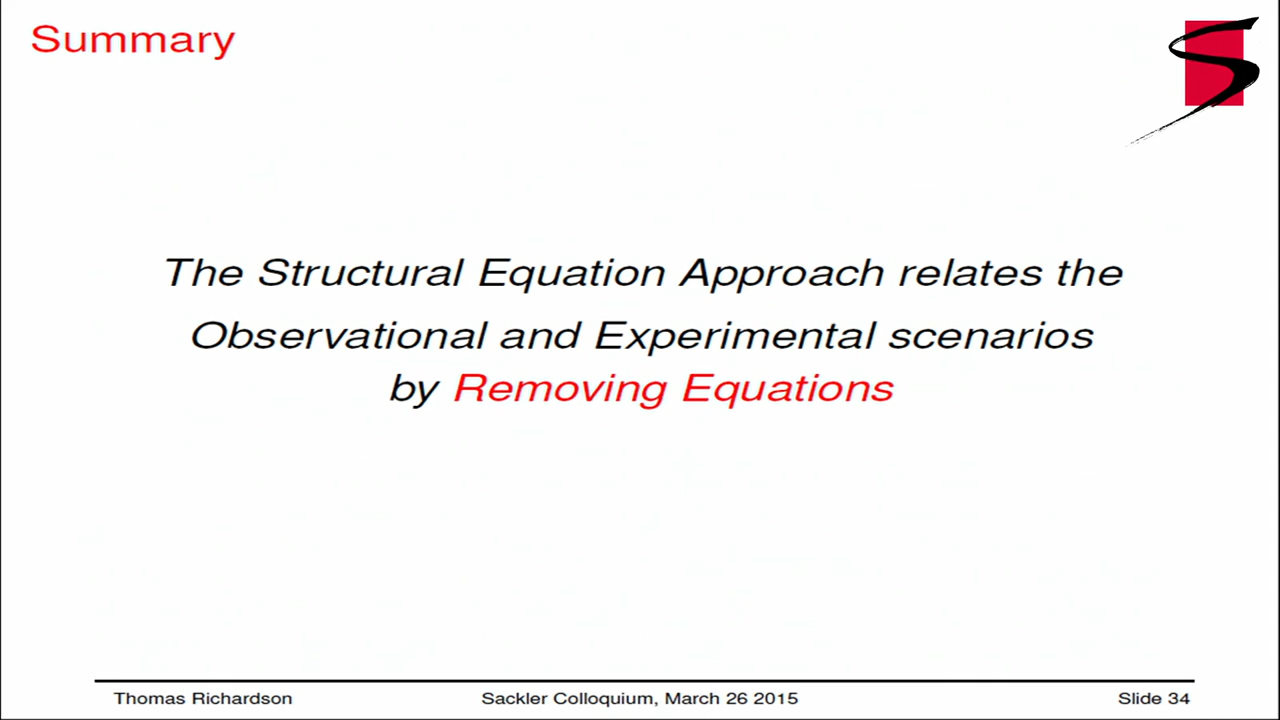 Summary
The Structural Equation Approach relates the
Observational and Experimental scenarios
by Removing Equations
Thomas Richardson
Sackler Colloquium, March 26 2015
Slide 34